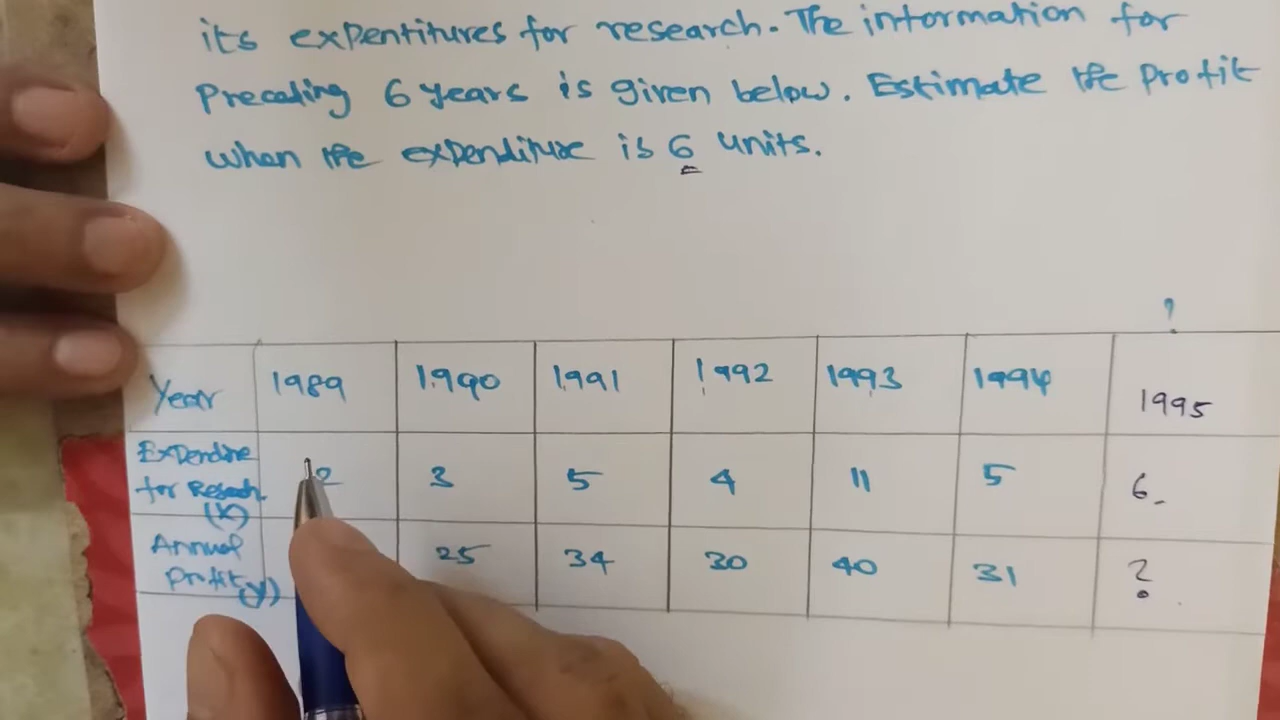 its expentitures for research. The information for
Preceding 6 years is given below. Estimate the profit
when the expenditure is 6 units.
?
Year 1989 1990 1991 1992 1993 1994 1995
Expendire for Resech (X) 2 3 5 4 11 5 6
Annual Profit (y) 25 34 30 40 31 ?